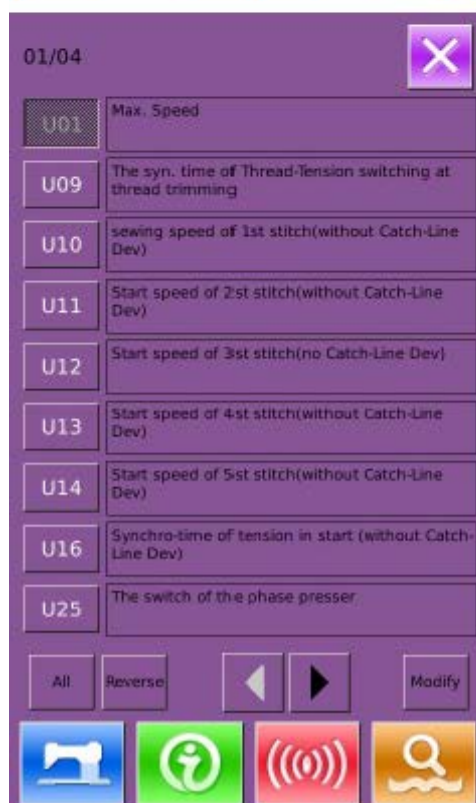 01/04
U01
Max. Speed
U09
The syn. time of Thread-Tension switching at
thread trimming
U10
sewing speed of 1st stitch(without Catch-Line
Dev)
U11
Start speed of 2st stitch(without Catch-Line
Dev)
U12
Start speed of 3st stitch(no Catch-Line Dev)
U13
Start speed of 4st stitch(without Catch-Line
Dev)
U14
Start speed of 5st stitch(without Catch-Line
Dev)
U16
Synchro-time of tension in start (without Catch-
Line Dev)
U25
The switch of the phase presser
All Reverse Modify